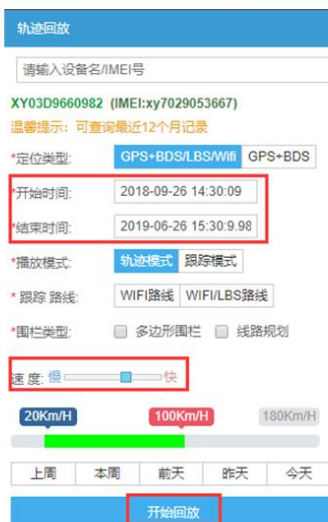 轨迹回放
请输入设备名/IMEI号
XY03D9660982 (IMEI:xy7029053667)
温馨提示：可查询最近12个月记录
*定位类型: GPS+BDS/LBS/Wifi GPS+BDS
*开始时间: 2018-09-26 14:30:09
*结束时间: 2019-06-26 15:30:9.98
*播放模式: 轨迹模式 跟踪模式
* 跟踪 路线: WIFI路线 WIFI/LBS路线
*围栏类型: 多边形围栏 线路规划
速 度: 慢 快
20Km/H 100Km/H 180Km/H
上周 本周 前天 昨天 今天
开始回放